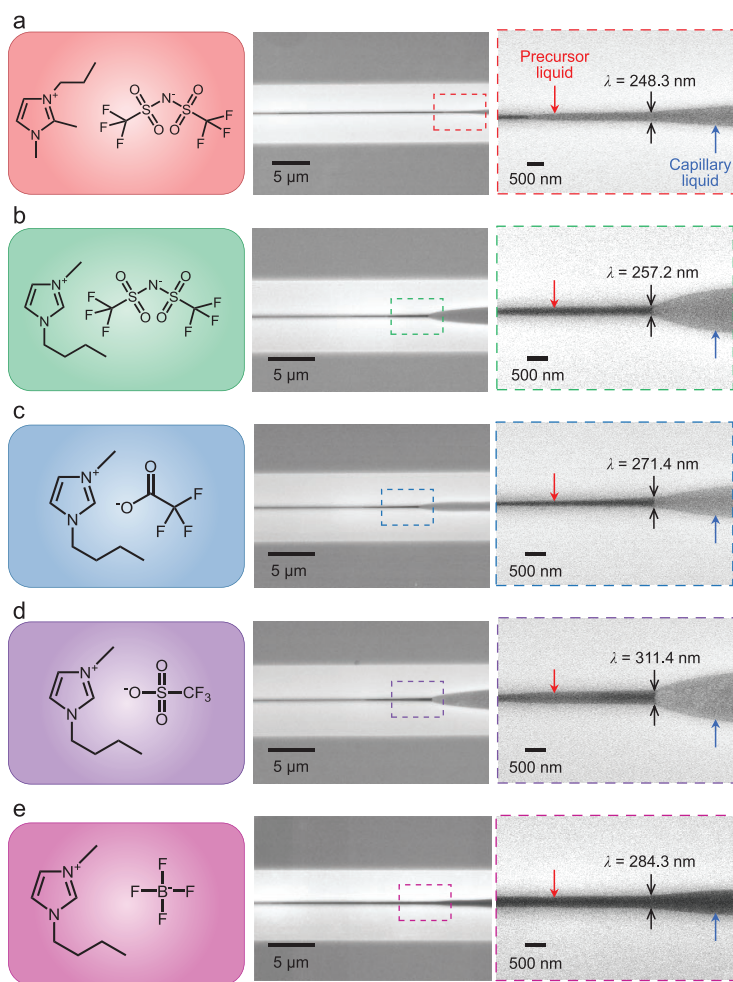 a
N⁺
N
O
N⁻
O
S
S
F
O
O
F
F
F
F
F
5 µm
Precursor
liquid
λ = 248.3 nm
500 nm
Capillary
liquid
b
N⁺
N
O
N⁻
O
S
S
F
O
O
F
F
F
F
F
5 µm
λ = 257.2 nm
500 nm
c
N⁺
N
O
⁻O
F
F
F
5 µm
λ = 271.4 nm
500 nm
d
N⁺
N
O
⁻O
S
CF₃
O
5 µm
λ = 311.4 nm
500 nm
e
N⁺
N
F
F
B⁻
F
F
5 µm
λ = 284.3 nm
500 nm